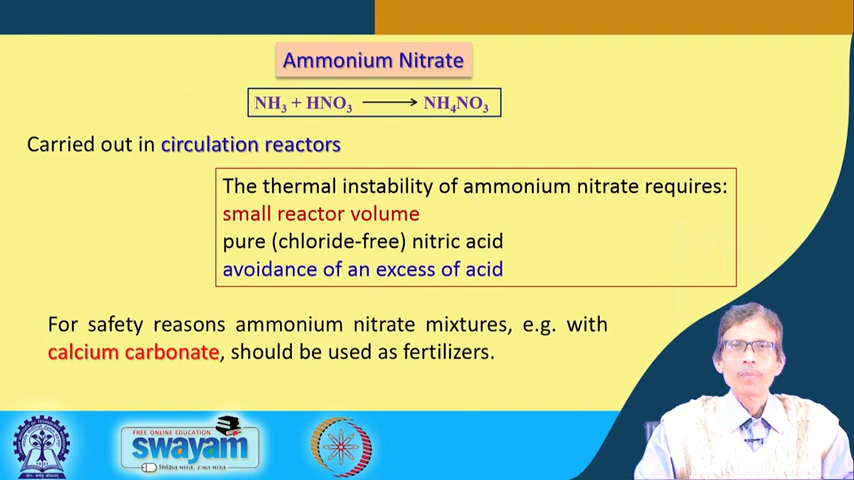 Ammonium Nitrate
NH3 + HNO3 ⟶ NH4NO3
Carried out in circulation reactors
The thermal instability of ammonium nitrate requires:
small reactor volume
pure (chloride-free) nitric acid
avoidance of an excess of acid
For safety reasons ammonium nitrate mixtures, e.g. with
calcium carbonate, should be used as fertilizers.
FREE ONLINE EDUCATION
swayam